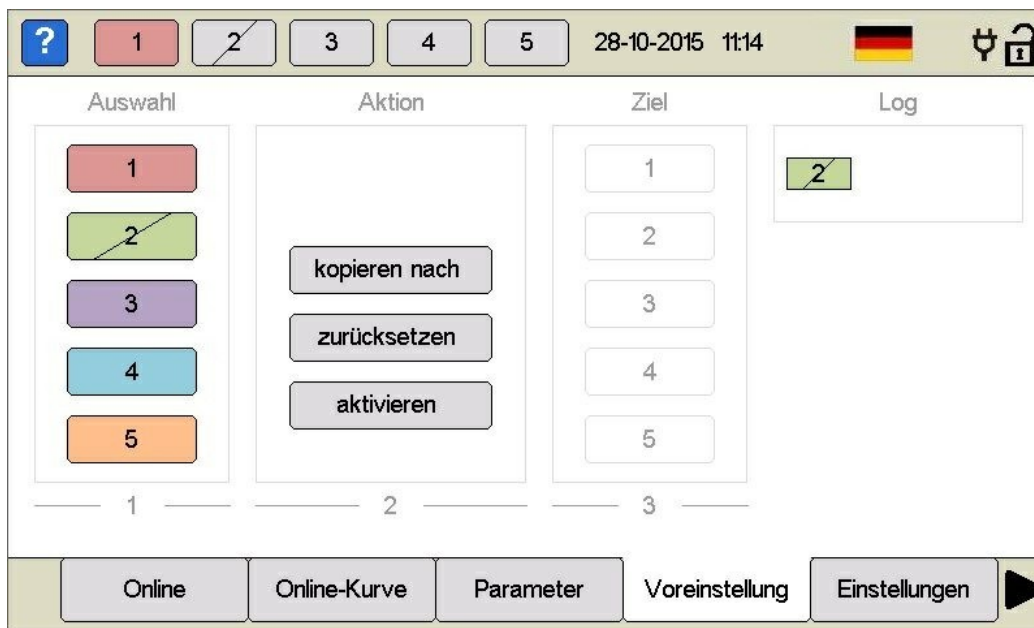 ? 1 2 3 4 5 28-10-2015 11:14
Auswahl Aktion Ziel Log
1
2
3
4
5
kopieren nach
zurücksetzen
aktivieren
1
2
3
4
5
2
1 2 3
Online Online-Kurve Parameter Voreinstellung Einstellungen